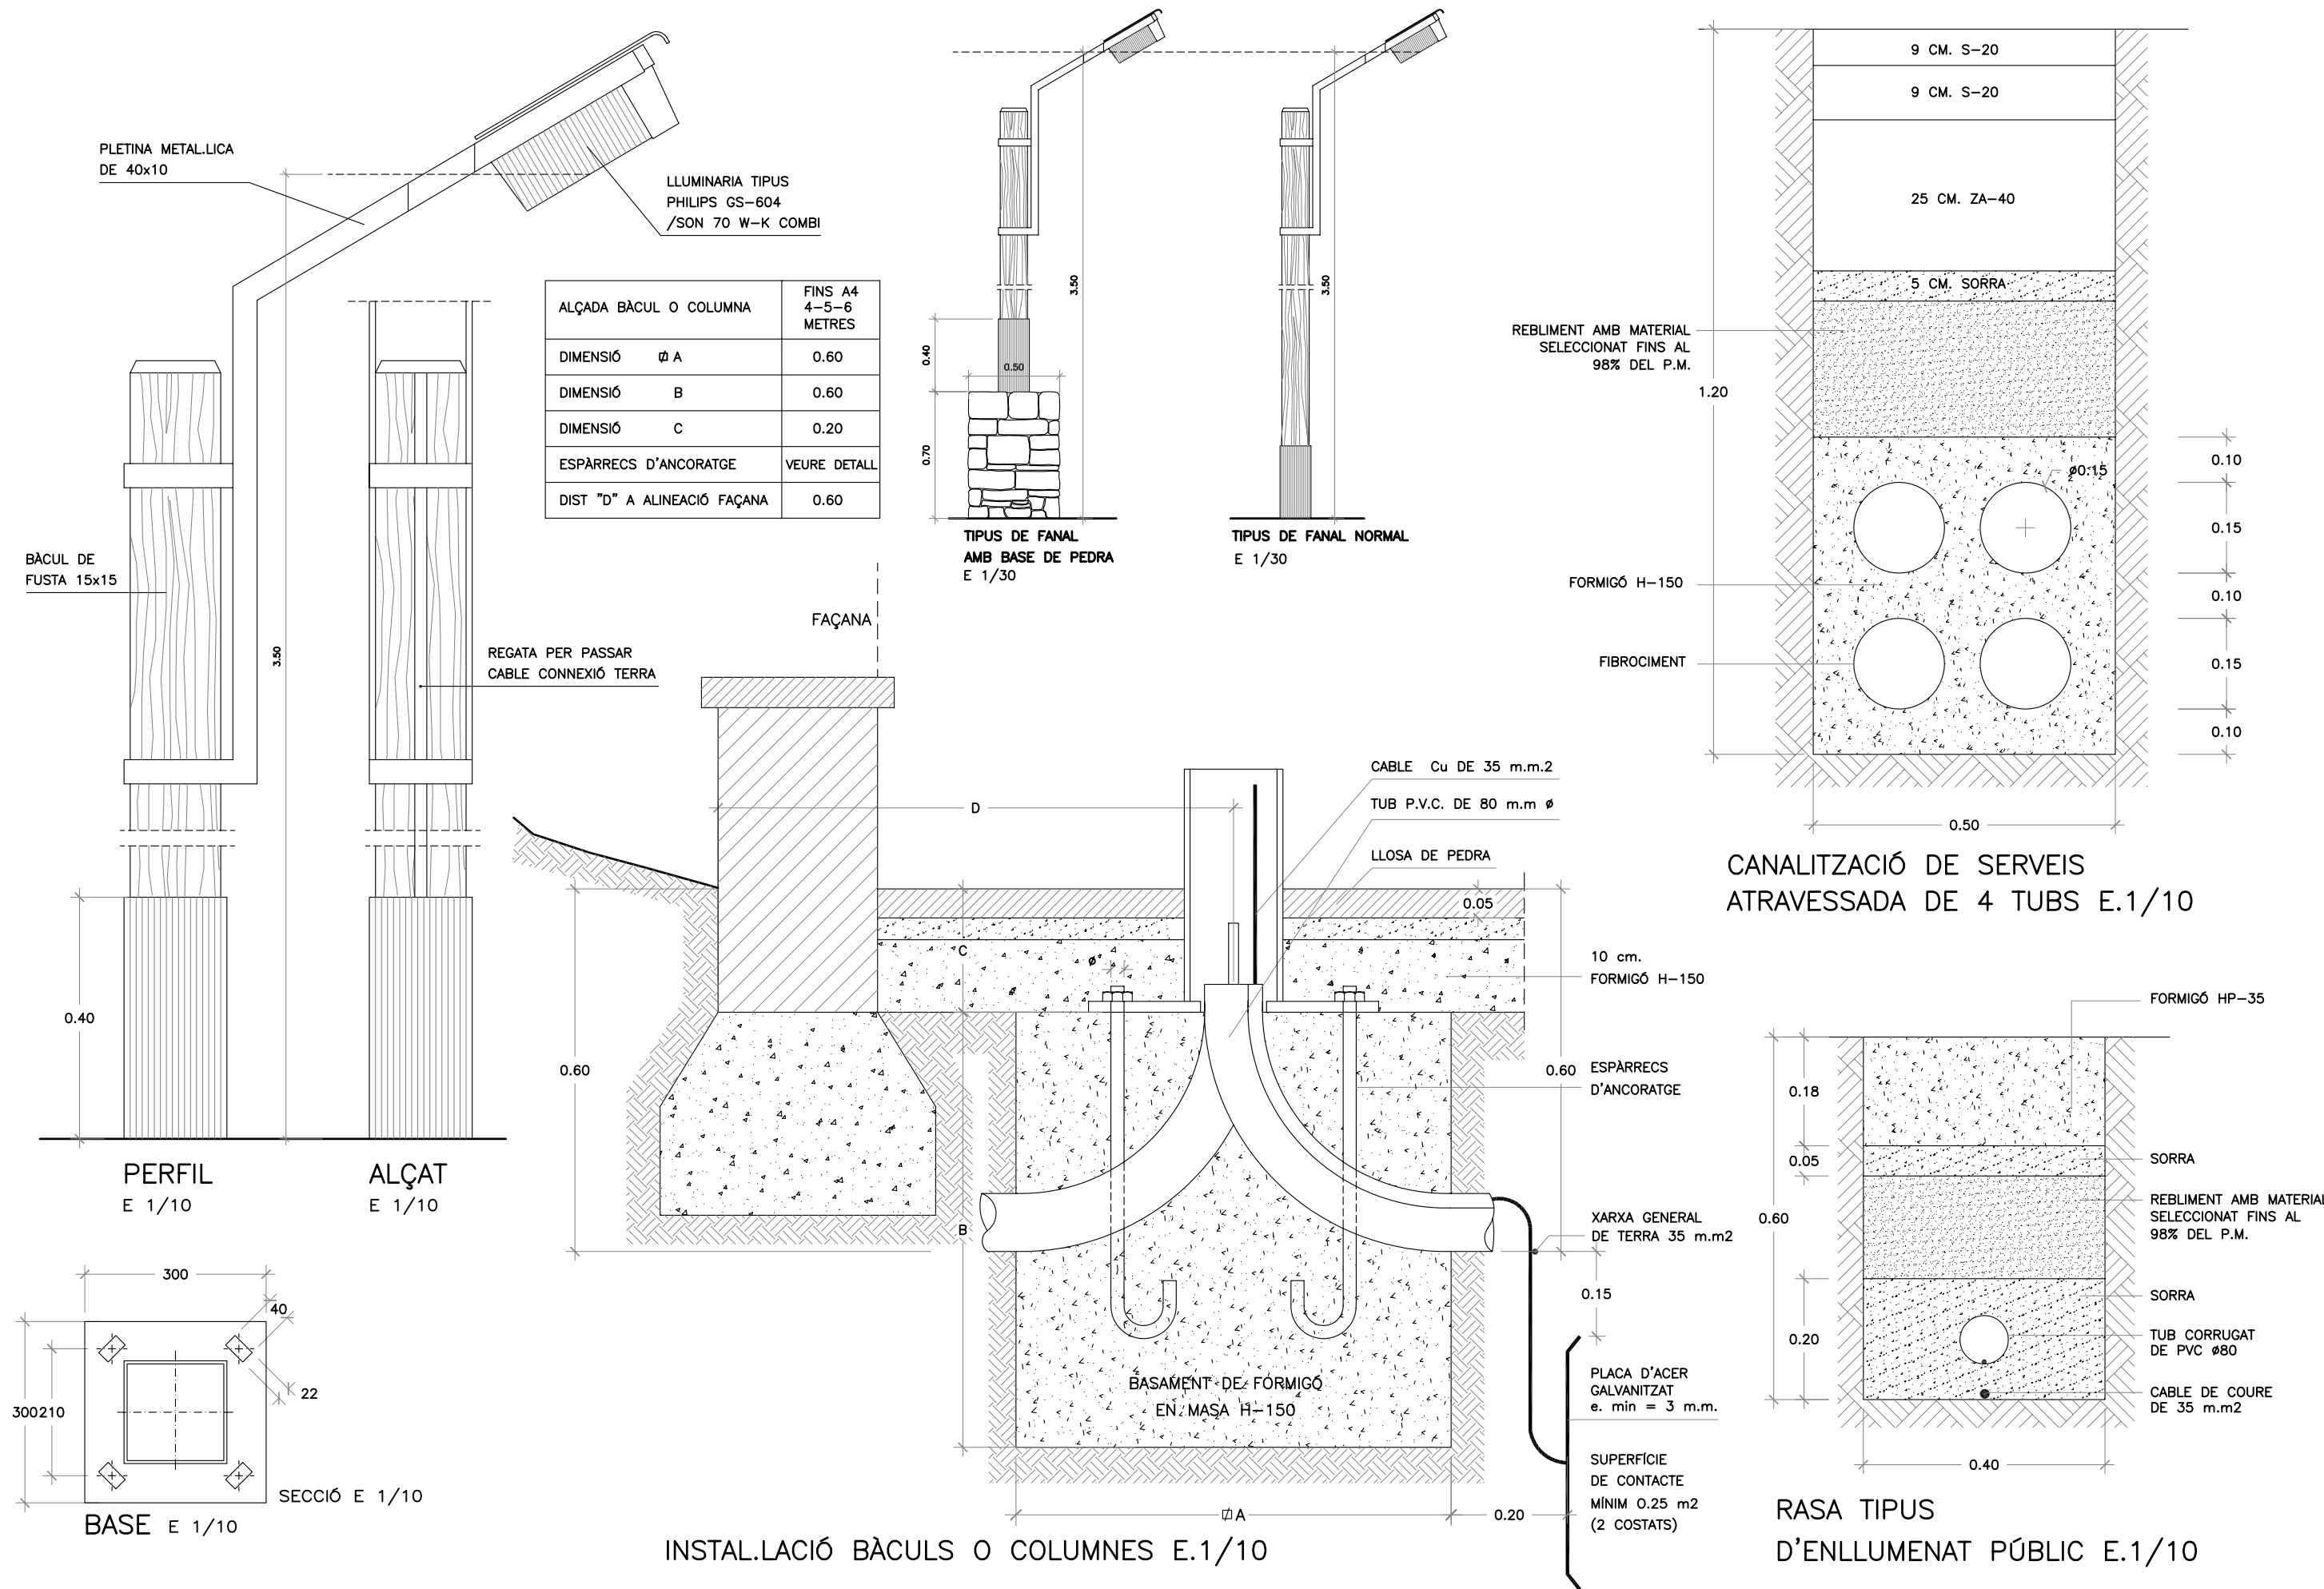 PLETINA METAL.LICA
DE 40x10
LLUMINARIA TIPUS
PHILIPS GS-604
/SON 70 W-K COMBI
BÀCUL DE
FUSTA 15x15
3.50
REGATA PER PASSAR
CABLE CONNEXIÓ TERRA
0.40
PERFIL
E 1/10
ALÇAT
E 1/10
300
40
22
300
210
SECCIÓ E 1/10
BASE E 1/10
ALÇADA BÀCUL O COLUMNA
FINS A4
4-5-6
METRES
DIMENSIÓ A 0.60
DIMENSIÓ B 0.60
DIMENSIÓ C 0.20
ESPÀRRECS D'ANCORATGE VEURE DETALL
DIST "D" A ALINEACIÓ FAÇANA 0.60
3.50
0.40
0.50
0.70
TIPUS DE FANAL
AMB BASE DE PEDRA
E 1/30
3.50
TIPUS DE FANAL NORMAL
E 1/30
FAÇANA
D
CABLE Cu DE 35 m.m.2
TUB P.V.C. DE 80 m.m ø
LLOSA DE PEDRA
0.05
C
ø'
10 cm.
FORMIGÓ H-150
0.60
0.60
ESPÀRRECS
D'ANCORATGE
B
XARXA GENERAL
DE TERRA 35 m.m2
0.15
BASAMENT DE FORMIGÓ
EN MASA H-150
PLACA D'ACER
GALVANITZAT
e. min = 3 m.m.
SUPERFÍCIE
DE CONTACTE
MÍNIM 0.25 m2
(2 COSTATS)
A
0.20
INSTAL.LACIÓ BÀCULS O COLUMNES E.1/10
9 CM. S-20
9 CM. S-20
25 CM. ZA-40
5 CM. SORRA
REBLIMENT AMB MATERIAL
SELECCIONAT FINS AL
98% DEL P.M.
1.20
ø0.15
0.10
0.15
FORMIGÓ H-150
0.10
FIBROCIMENT
0.15
0.10
0.50
CANALITZACIÓ DE SERVEIS
ATRAVESSADA DE 4 TUBS E.1/10
FORMIGÓ HP-35
0.18
0.05
SORRA
REBLIMENT AMB MATERIAL
SELECCIONAT FINS AL
98% DEL P.M.
0.60
SORRA
0.20
TUB CORRUGAT
DE PVC ø80
CABLE DE COURE
DE 35 m.m2
0.40
RASA TIPUS
D'ENLLUMENAT PÚBLIC E.1/10